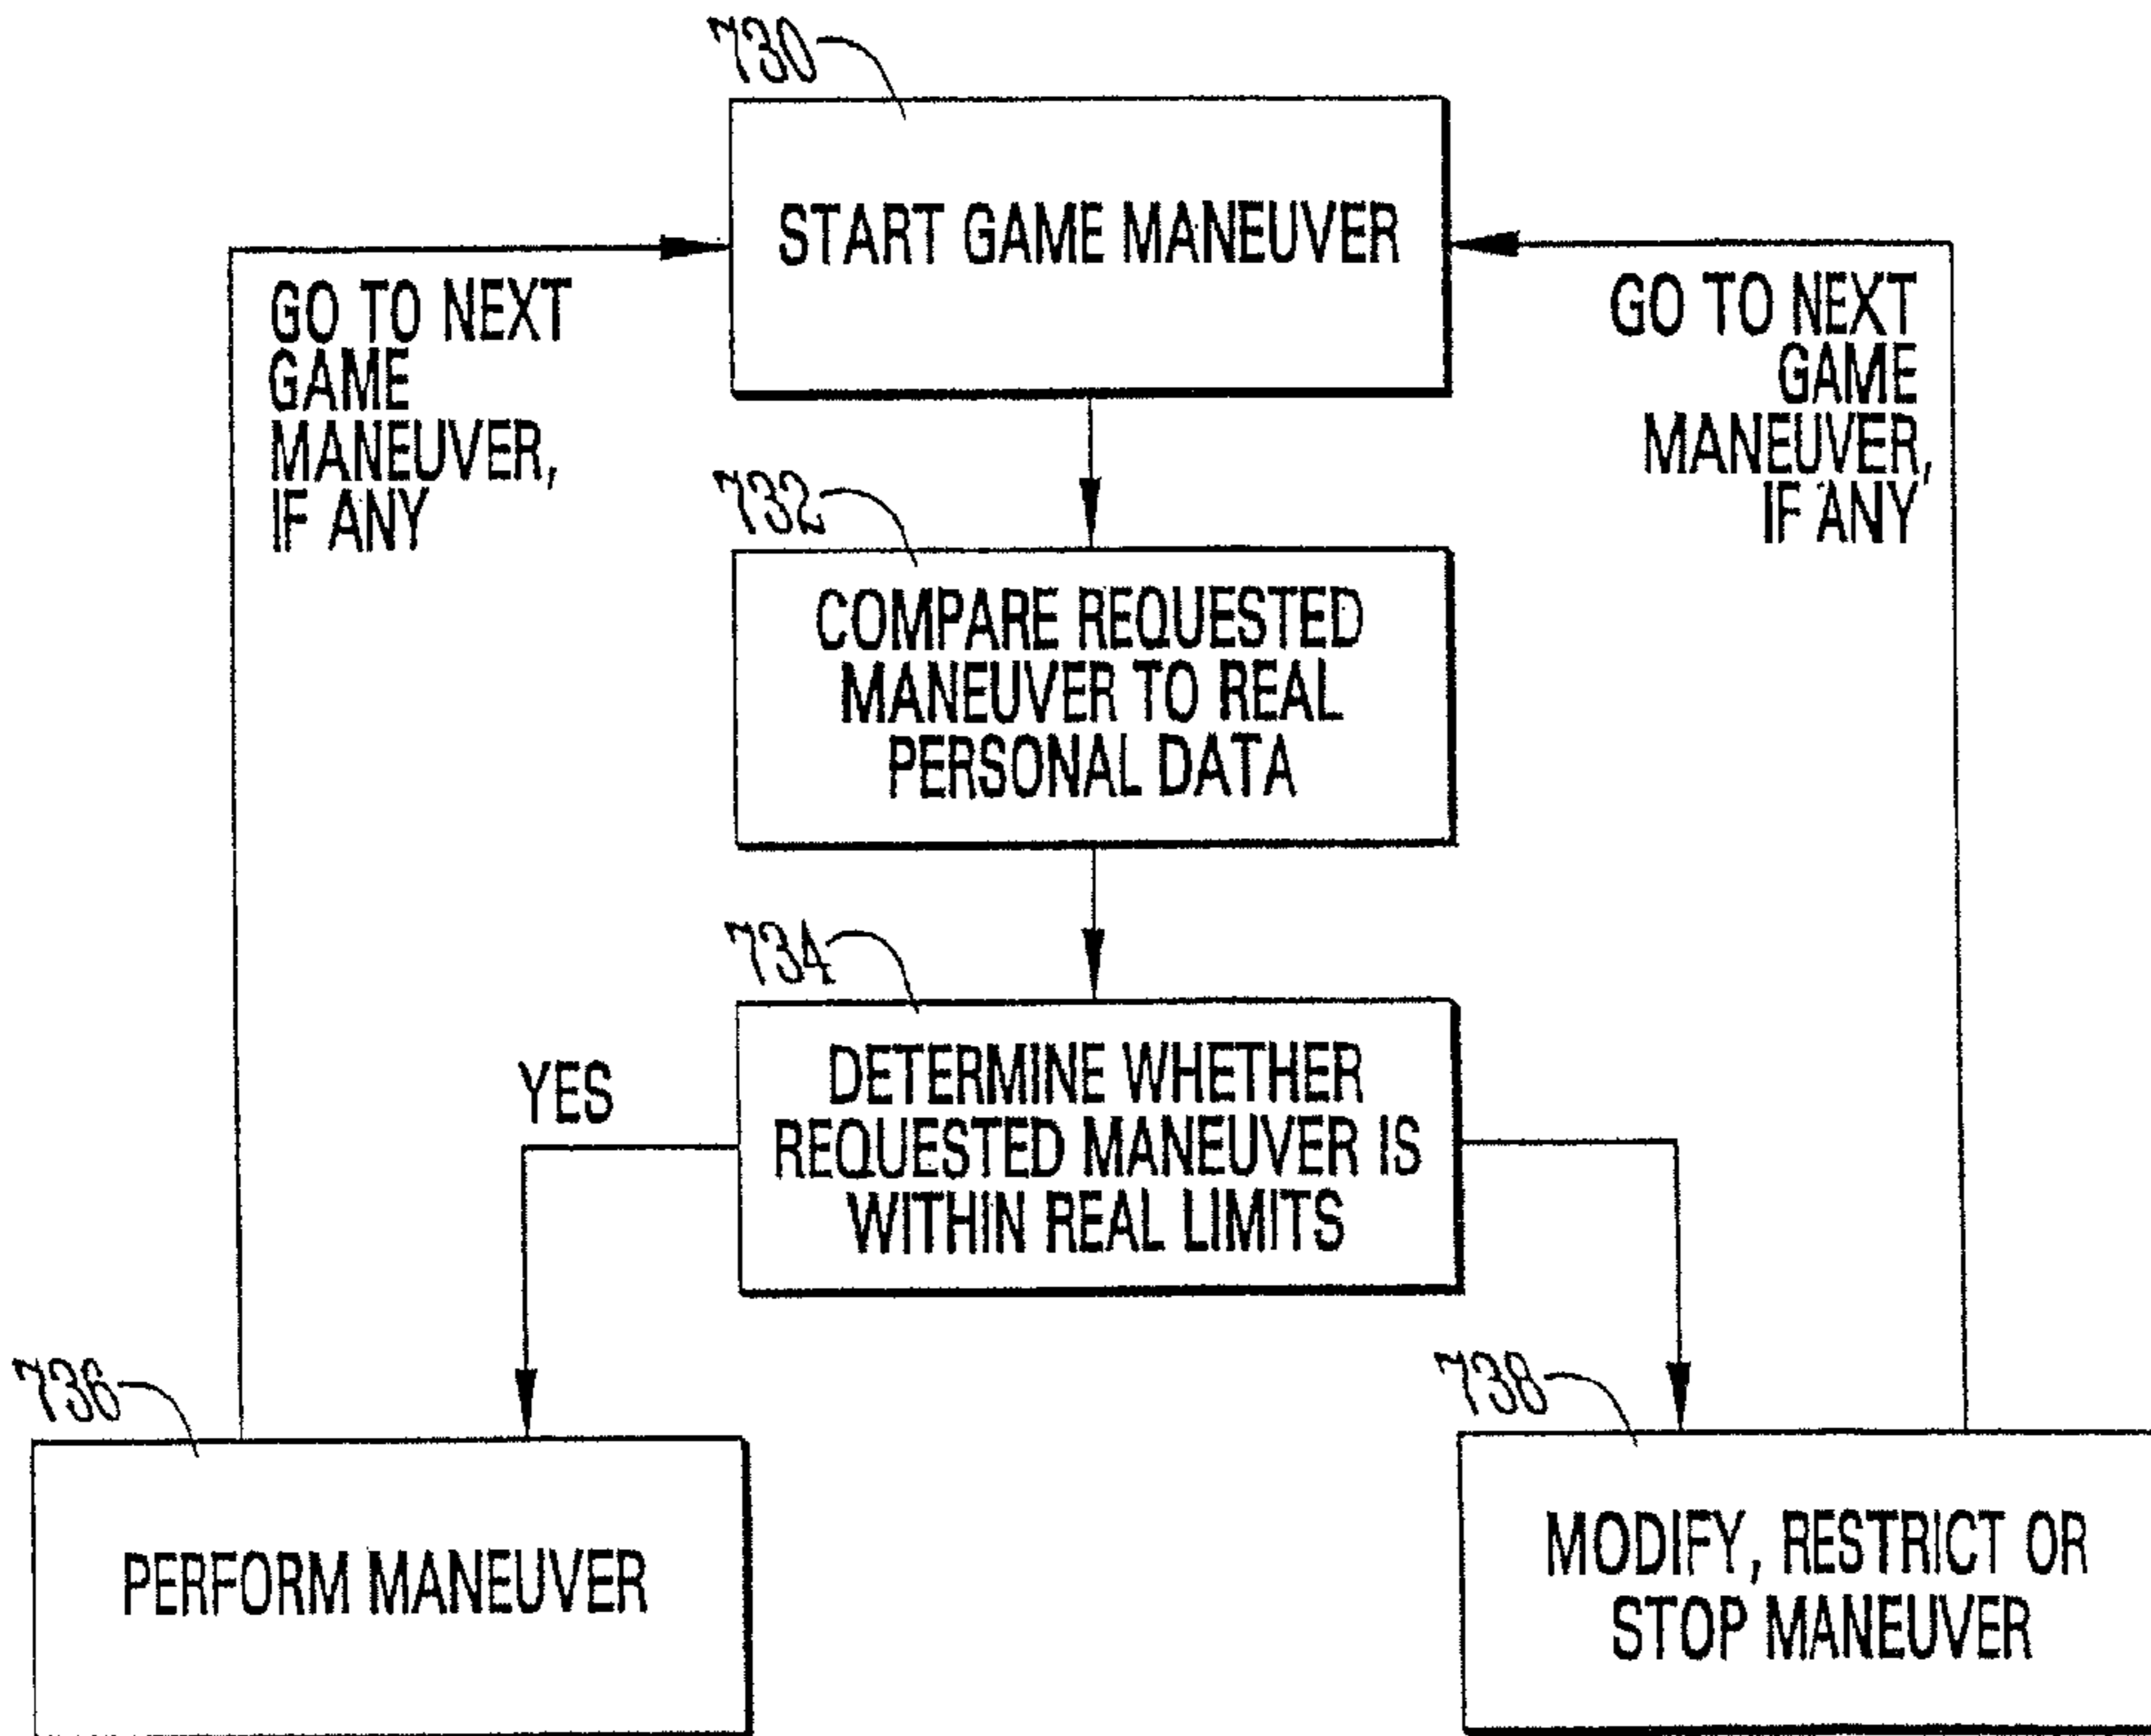 730
START GAME MANEUVER
GO TO NEXT
GAME
MANEUVER,
IF ANY
GO TO NEXT
GAME
MANEUVER,
IF ANY
732
COMPARE REQUESTED
MANEUVER TO REAL
PERSONAL DATA
734
DETERMINE WHETHER
REQUESTED MANEUVER IS
WITHIN REAL LIMITS
YES
736
PERFORM MANEUVER
738
MODIFY, RESTRICT OR
STOP MANEUVER